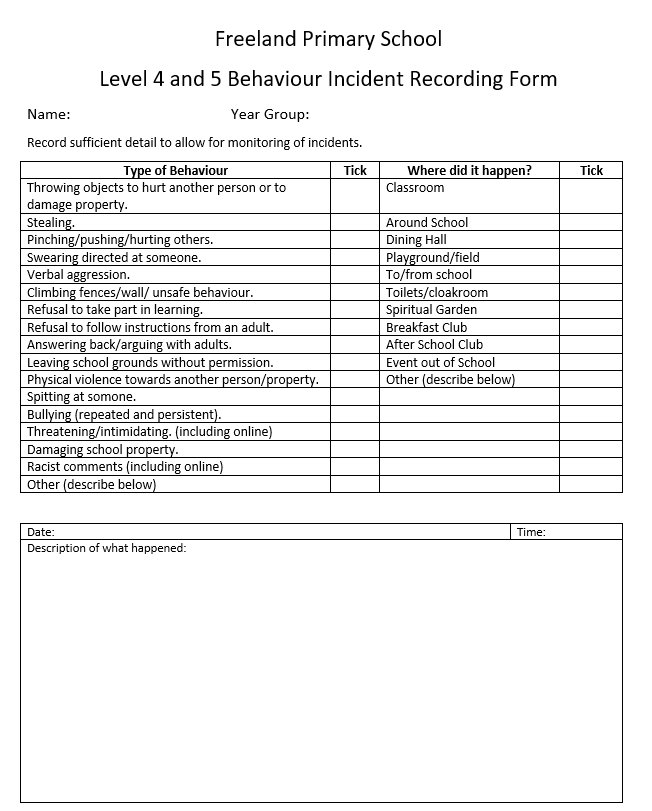 Freeland Primary School
Level 4 and 5 Behaviour Incident Recording Form
Name: Year Group:
Record sufficient detail to allow for monitoring of incidents.
Type of Behaviour Tick Where did it happen? Tick
Throwing objects to hurt another person or to Classroom
damage property.
Stealing. Around School
Pinching/pushing/hurting others. Dining Hall
Swearing directed at someone. Playground/field
Verbal aggression. To/from school
Climbing fences/wall/ unsafe behaviour. Toilets/cloakroom
Refusal to take part in learning. Spiritual Garden
Refusal to follow instructions from an adult. Breakfast Club
Answering back/arguing with adults. After School Club
Leaving school grounds without permission. Event out of School
Physical violence towards another person/property. Other (describe below)
Spitting at somone.
Bullying (repeated and persistent).
Threatening/intimidating. (including online)
Damaging school property.
Racist comments (including online)
Other (describe below)
Date: Time:
Description of what happened: